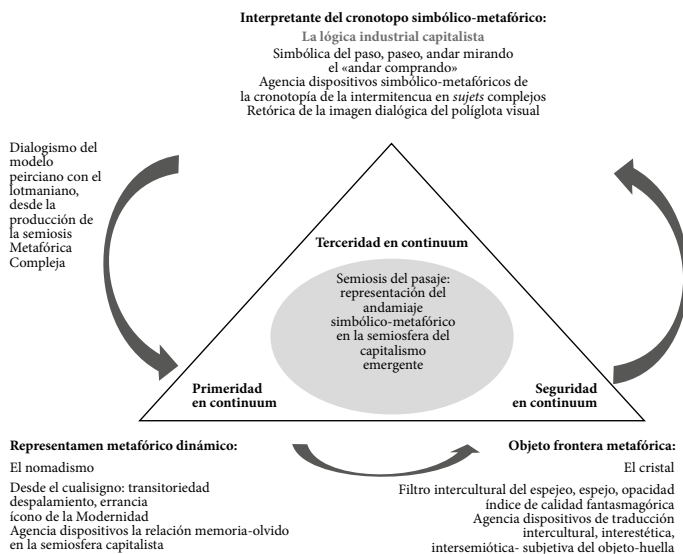 Interpretante del cronotopo simbólico-metafórico:
La lógica industrial capitalista
Simbólica del paso, paseo, andar mirando
el «andar comprando»
Agencia dispositivos simbólico-metafóricos de
la cronotopía de la intermitencua en sujets complejos
Retórica de la imagen dialógica del políglota visual
Dialogismo del
modelo
peirciano con el
lotmaniano,
desde la
producción de
la semiosis
Metafórica
Compleja
Terceridad en continuum
Semiosis del pasaje:
representación del
andamiaje
simbólico-metafórico
en la semiosfera del
capitalismo
emergente
Primeridad
en continuum
Seguridad
en continuum
Representamen metafórico dinámico:
El nomadismo
Desde el cualisigno: transitoriedad
despalamiento, errancia
ícono de la Modernidad
Agencia dispositivos la relación memoria-olvido
en la semiosfera capitalista
Objeto frontera metafórica:
El cristal
Filtro intercultural del espejeo, espejo, opacidad
índice de calidad fantasmagórica
Agencia dispositivos de traducción
intercultural, interestética,
intersemiótica- subjetiva del objeto-huella